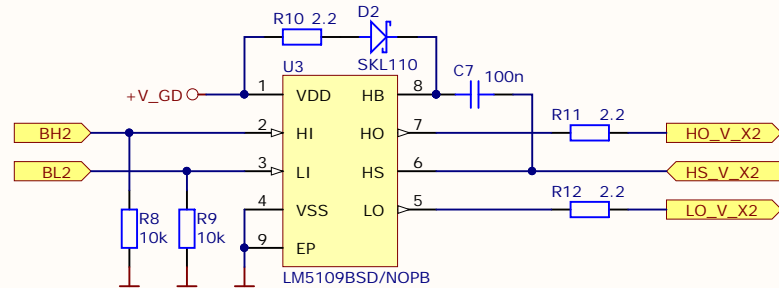 R10 2.2
D2
SKL110
U3
C7
100n
+V_GD
1
VDD
HB
8
BH2
2
HI
HO
7
R11 2.2
HO_V_X2
BL2
3
LI
HS
6
HS_V_X2
R8
10k
R9
10k
4
VSS
LO
5
R12 2.2
LO_V_X2
9
EP
LM5109BSD/NOPB